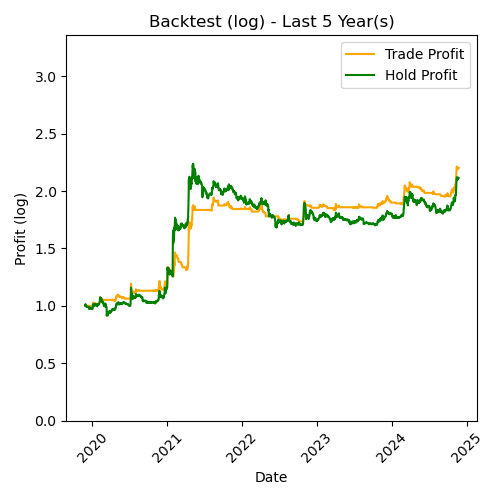 Backtest (log) - Last 5 Year(s)
Trade Profit
Hold Profit
Profit (log)
3.0
2.5
2.0
1.5
1.0
0.5
0.0
2020
2021
2022
2023
2024
2025
Date